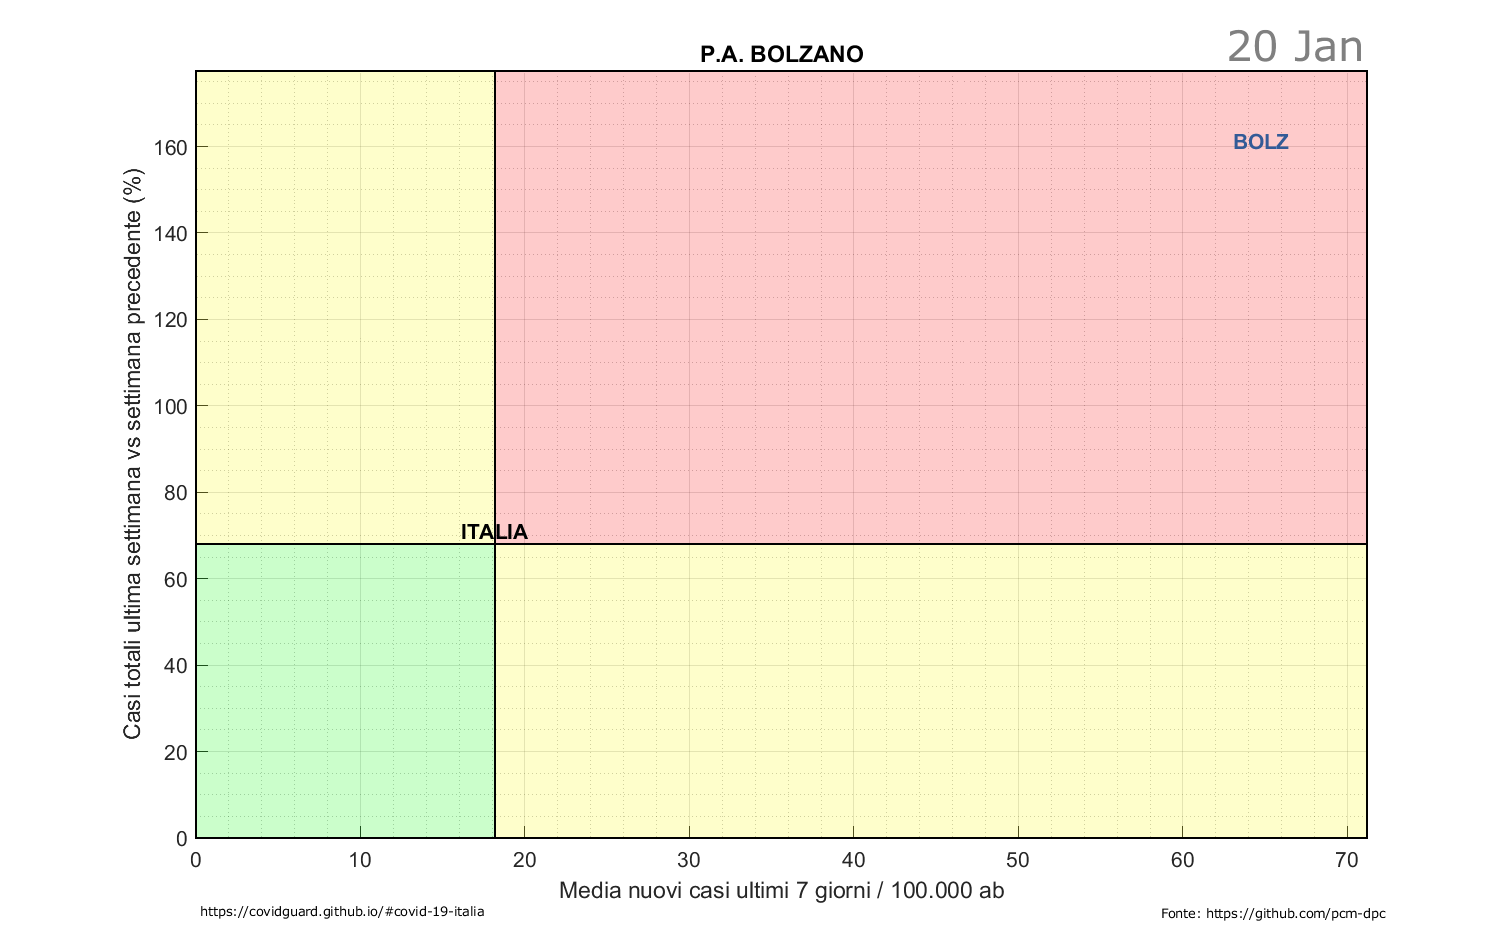 20 Jan
P.A. BOLZANO
BOLZ
ITALIA
Casi totali ultima settimana vs settimana precedente (%)
160
140
120
100
80
60
40
20
0
0 10 20 30 40 50 60 70
Media nuovi casi ultimi 7 giorni / 100.000 ab
https://covidguard.github.io/#covid-19-italia
Fonte: https://github.com/pcm-dpc